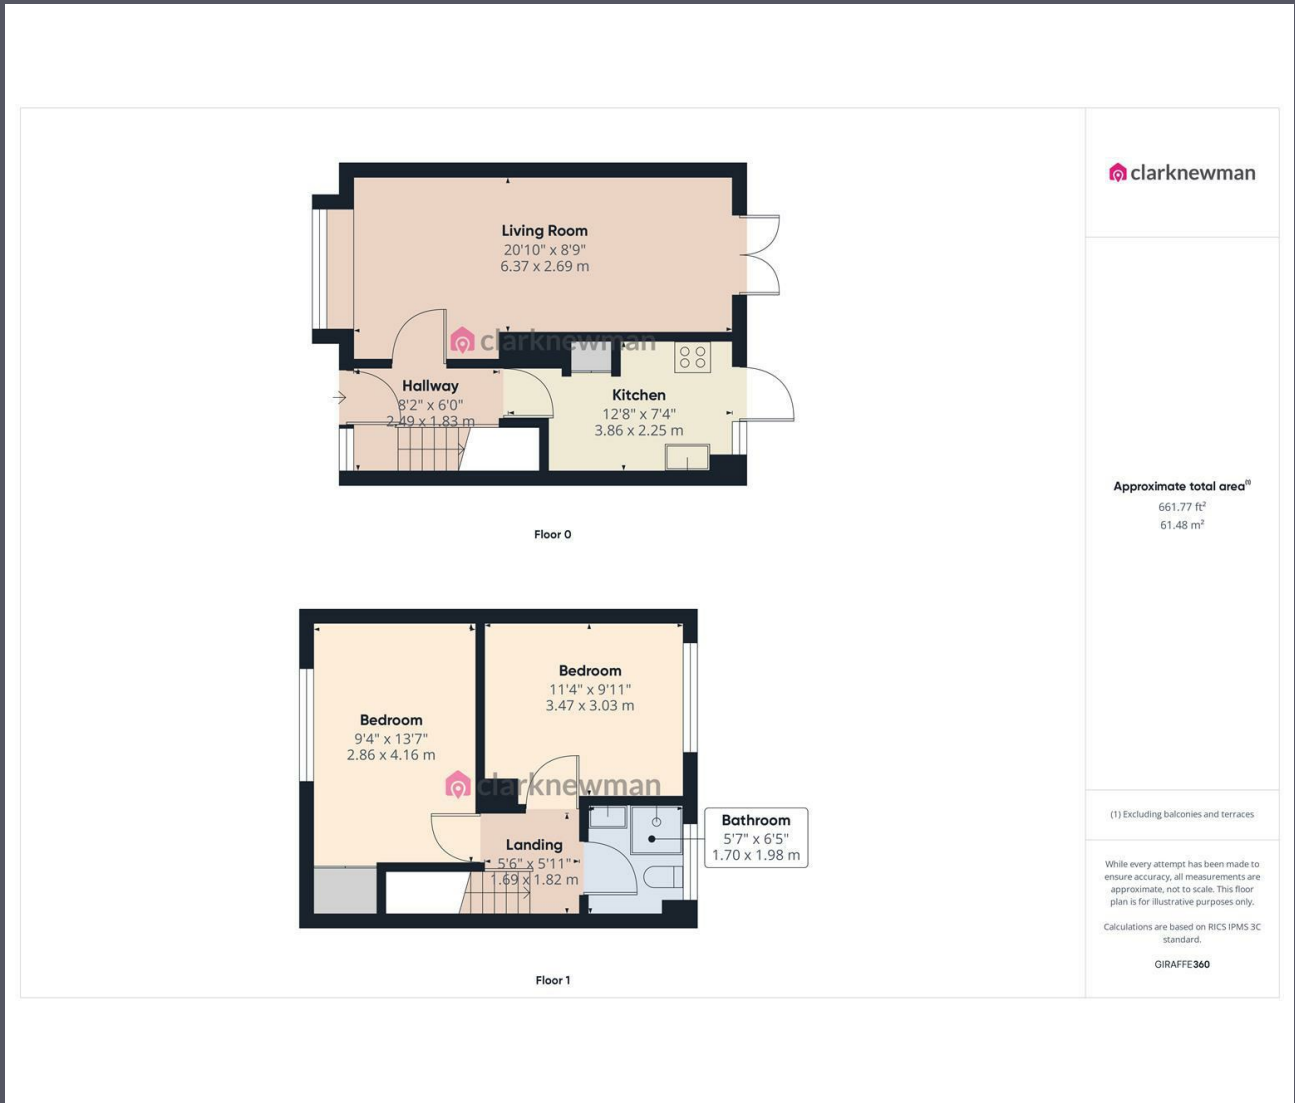 clarknewman
Living Room
20'10" x 8'9"
6.37 x 2.69 m
clarknewman
Hallway
8'2" x 6'0"
2.49 x 1.83 m
Kitchen
12'8" x 7'4"
3.86 x 2.25 m
Floor 0
Approximate total area(1)
661.77 ft²
61.48 m²
Bedroom
9'4" x 13'7"
2.86 x 4.16 m
Bedroom
11'4" x 9'11"
3.47 x 3.03 m
clarknewman
Landing
5'6" x 5'11"
1.69 x 1.82 m
Bathroom
5'7" x 6'5"
1.70 x 1.98 m
Floor 1
(1) Excluding balconies and terraces
While every attempt has been made to
ensure accuracy, all measurements are
approximate, not to scale. This floor
plan is for illustrative purposes only.
Calculations are based on RICS IPMS 3C
standard.
GIRAFFE360